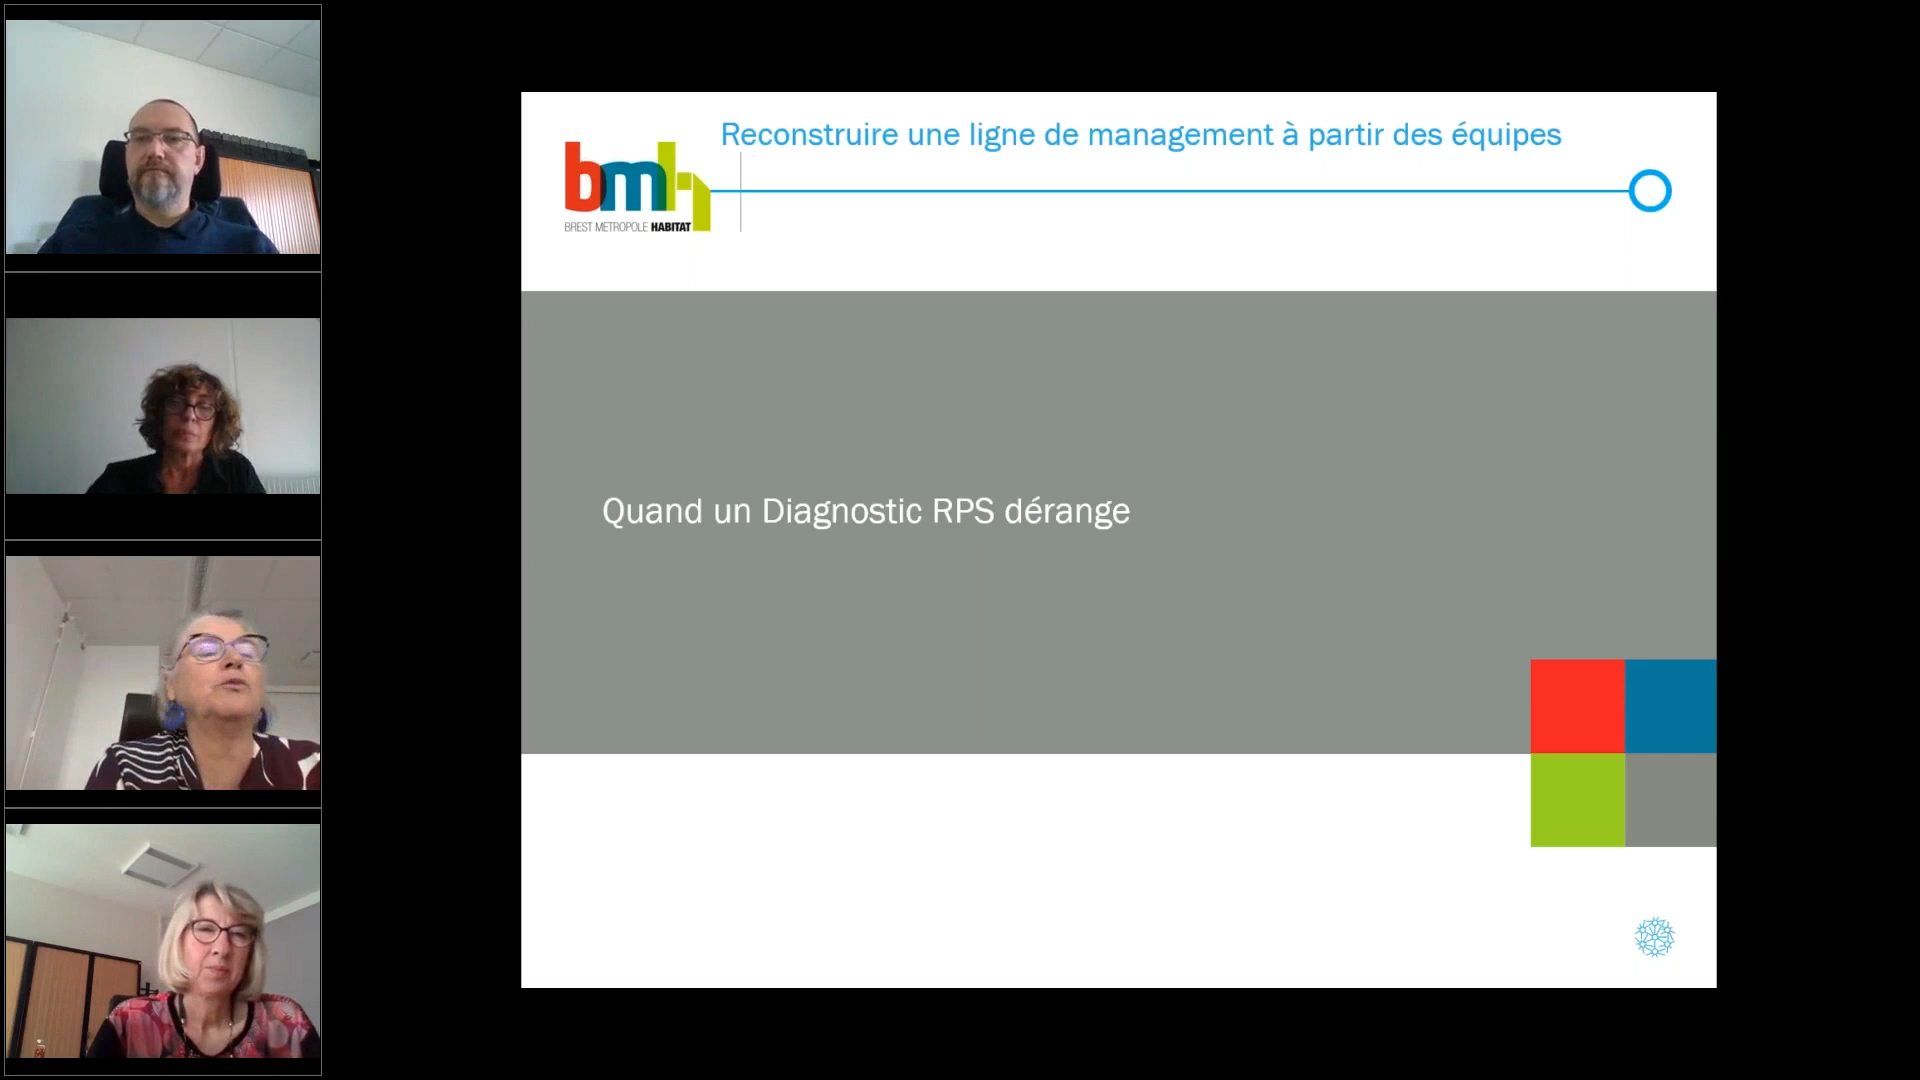 Reconstruire une ligne de management à partir des équipes
bmh
BREST METROPOLE HABITAT
Quand un Diagnostic RPS dérange